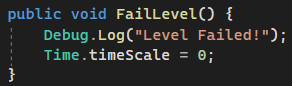 public void FailLevel() {
    Debug.Log("Level Failed!");
    Time.timeScale = 0;
}